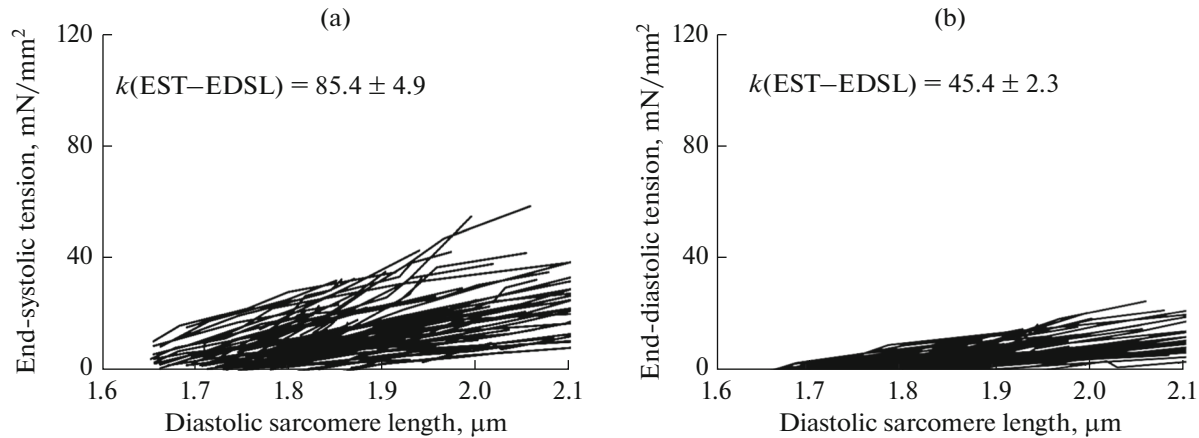 (a)
End-systolic tension, mN/mm²
120
80
40
0
k(EST–EDSL) = 85.4 ± 4.9
1.6 1.7 1.8 1.9 2.0 2.1
Diastolic sarcomere length, μm
(b)
End-diastolic tension, mN/mm²
120
80
40
0
k(EST–EDSL) = 45.4 ± 2.3
1.6 1.7 1.8 1.9 2.0 2.1
Diastolic sarcomere length, μm